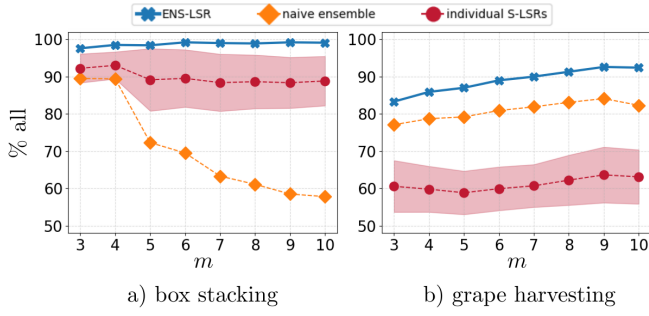 ENS-LSR naive ensemble individual S-LSRs
100
90
80
70
60
50
% all
3 4 5 6 7 8 9 10
m
a) box stacking
100
90
80
70
60
50
3 4 5 6 7 8 9 10
m
b) grape harvesting